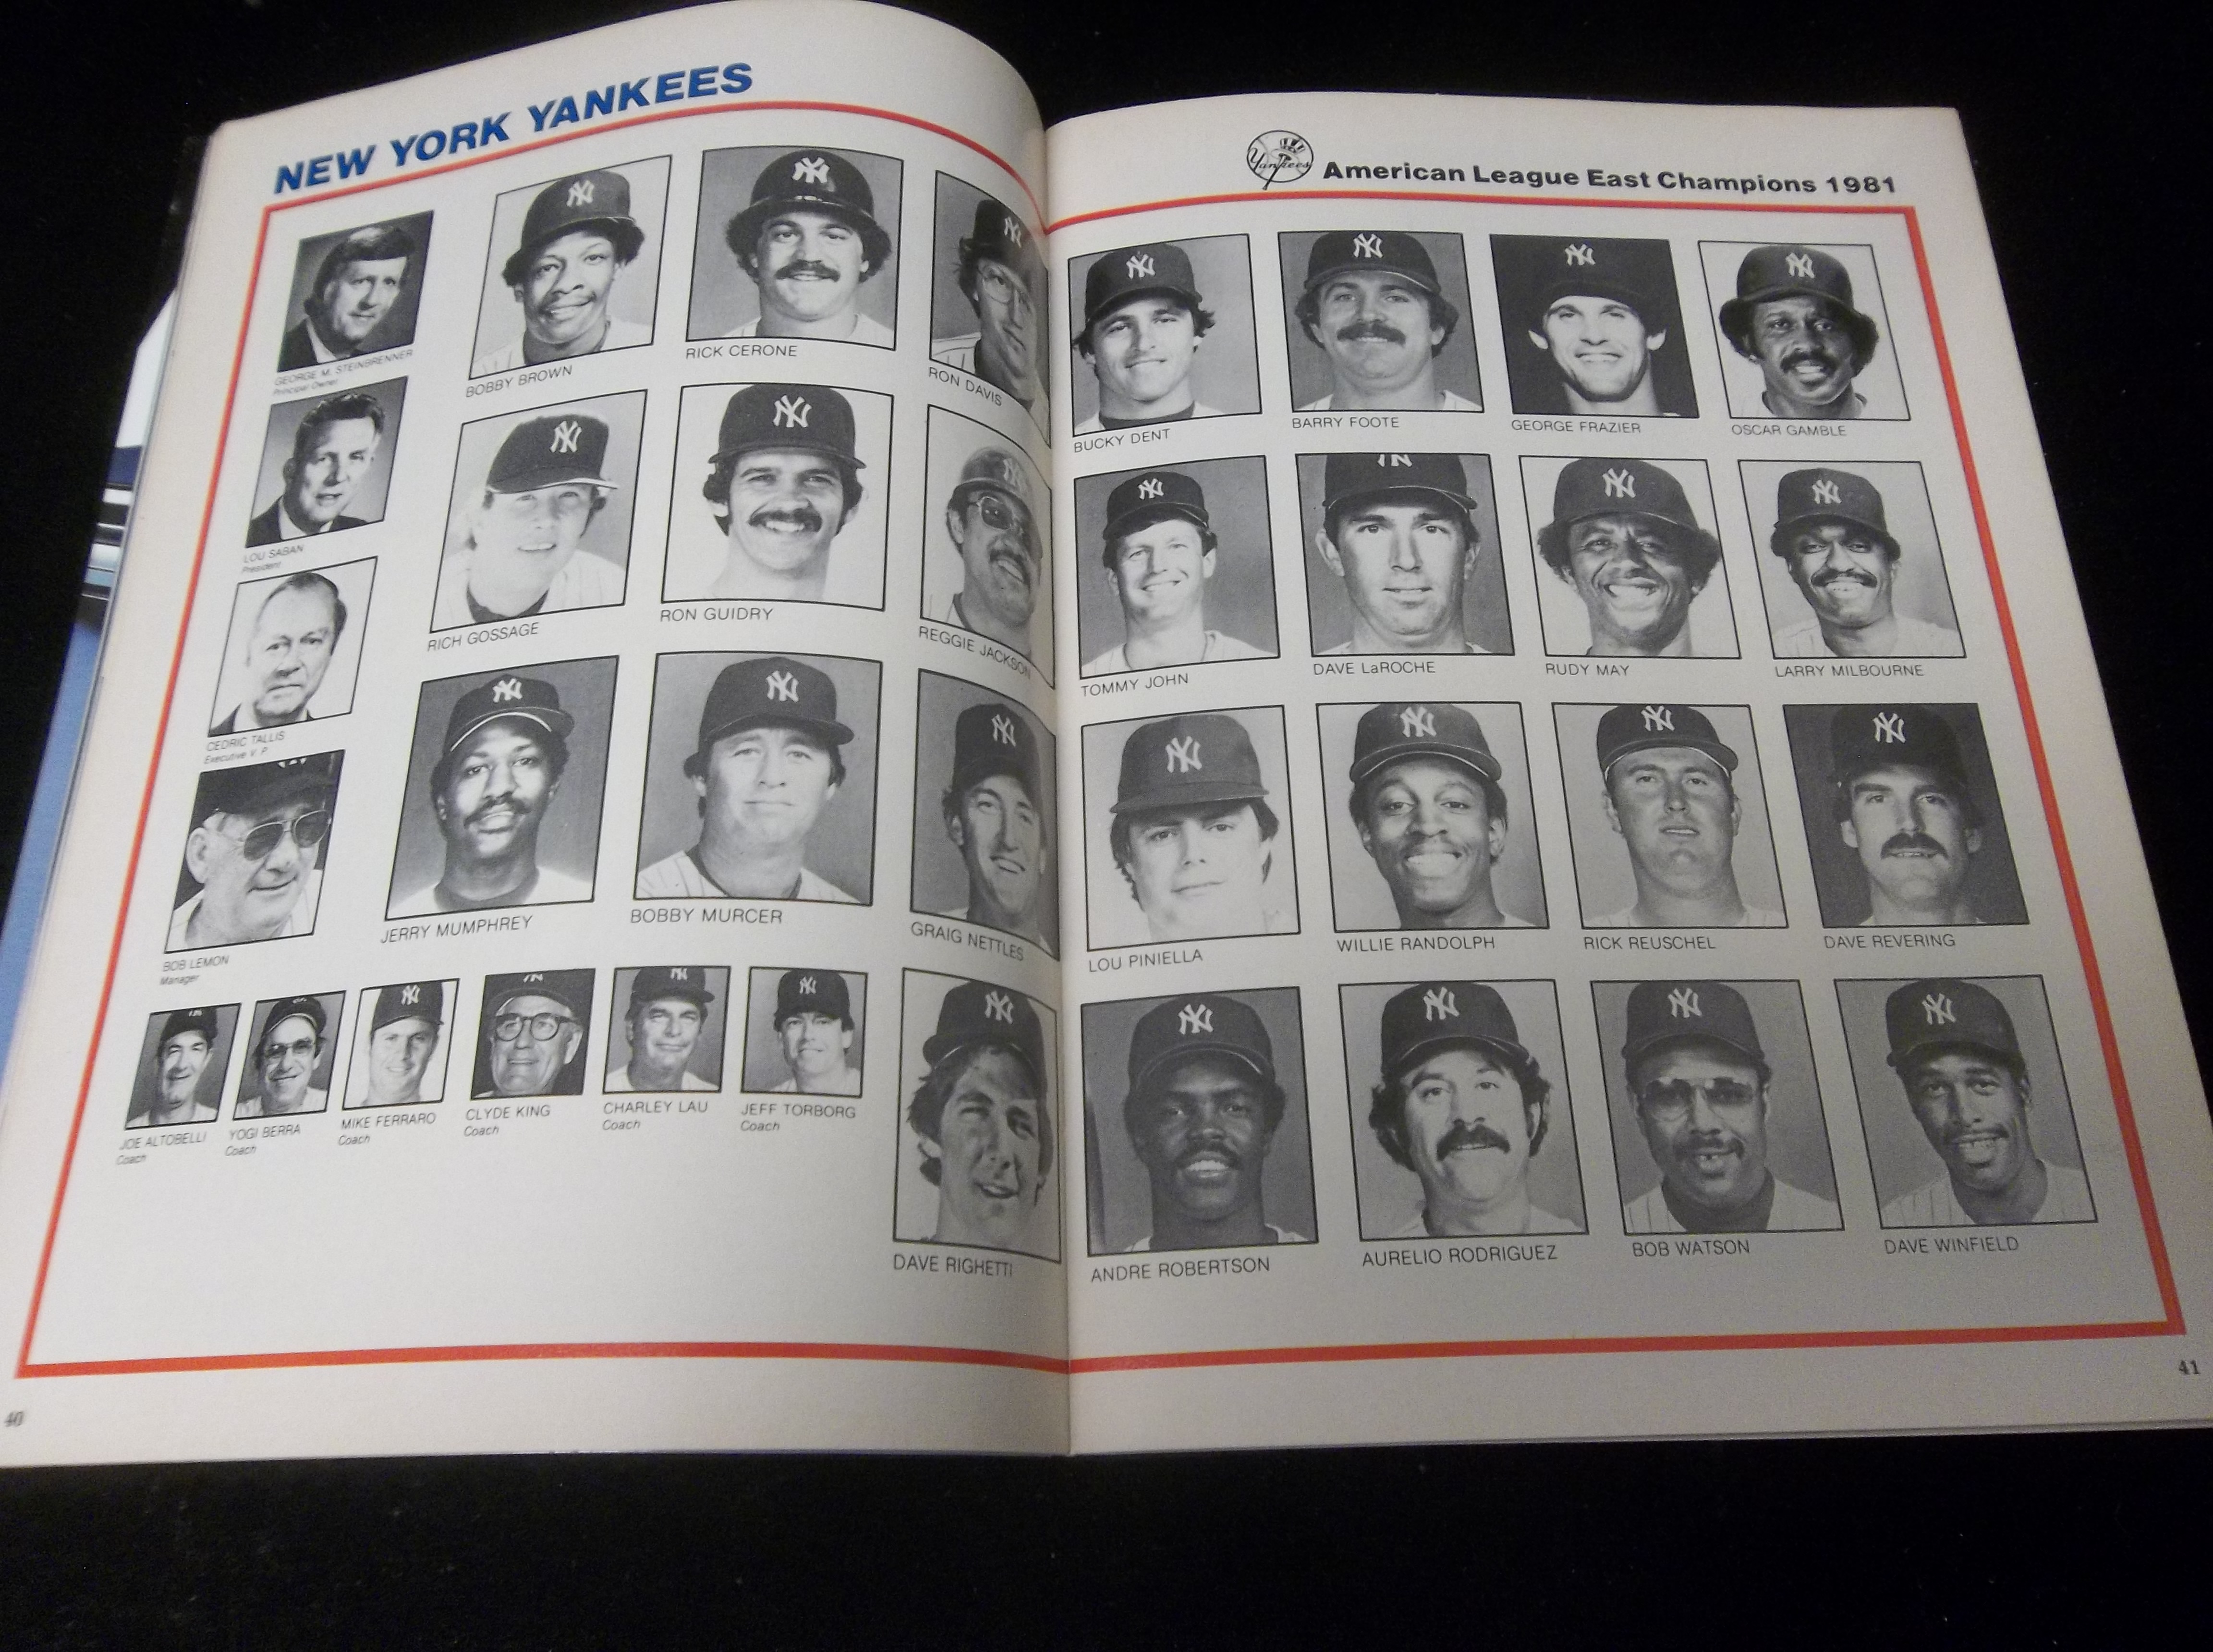 NEW YORK YANKEES
GEORGE M. STEINBRENNER
Principal Owner
BOBBY BROWN
RICK CERONE
RON DAVIS
LOU SABAN
President
RICH GOSSAGE
RON GUIDRY
REGGIE JACKSON
CEDRIC TALLIS
Executive V. P.
BOB LEMON
Manager
JERRY MUMPHREY
BOBBY MURCER
GRAIG NETTLES
JOE ALTOBELLI
Coach
YOGI BERRA
Coach
MIKE FERRARO
Coach
CLYDE KING
Coach
CHARLEY LAU
Coach
JEFF TORBORG
Coach
DAVE RIGHETTI
40
Yankees
American League East Champions 1981
BUCKY DENT
BARRY FOOTE
GEORGE FRAZIER
OSCAR GAMBLE
TOMMY JOHN
DAVE LaROCHE
RUDY MAY
LARRY MILBOURNE
LOU PINIELLA
WILLIE RANDOLPH
RICK REUSCHEL
DAVE REVERING
ANDRE ROBERTSON
AURELIO RODRIGUEZ
BOB WATSON
DAVE WINFIELD
41